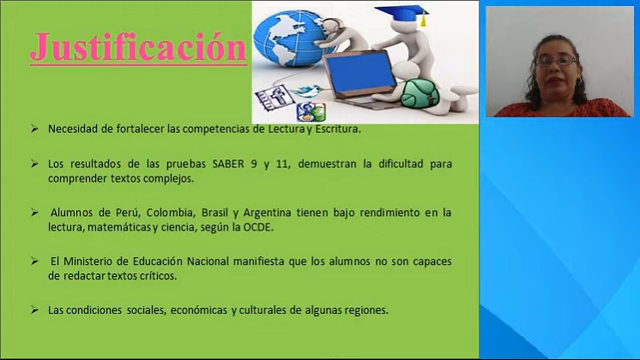 Justificación
Necesidad de fortalecer las competencias de Lectura y Escritura.
Los resultados de las pruebas SABER 9 y 11, demuestran la dificultad para
comprender textos complejos.
Alumnos de Perú, Colombia, Brasil y Argentina tienen bajo rendimiento en la
lectura, matemáticas y ciencia, según la OCDE.
El Ministerio de Educación Nacional manifiesta que los alumnos no son capaces
de redactar textos críticos.
Las condiciones sociales, económicas y culturales de algunas regiones.